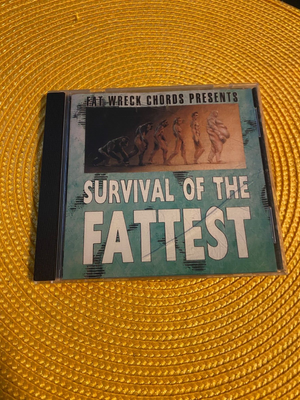 FAT WRECK CHORDS PRESENTS
SURVIVAL OF THE
FATTEST